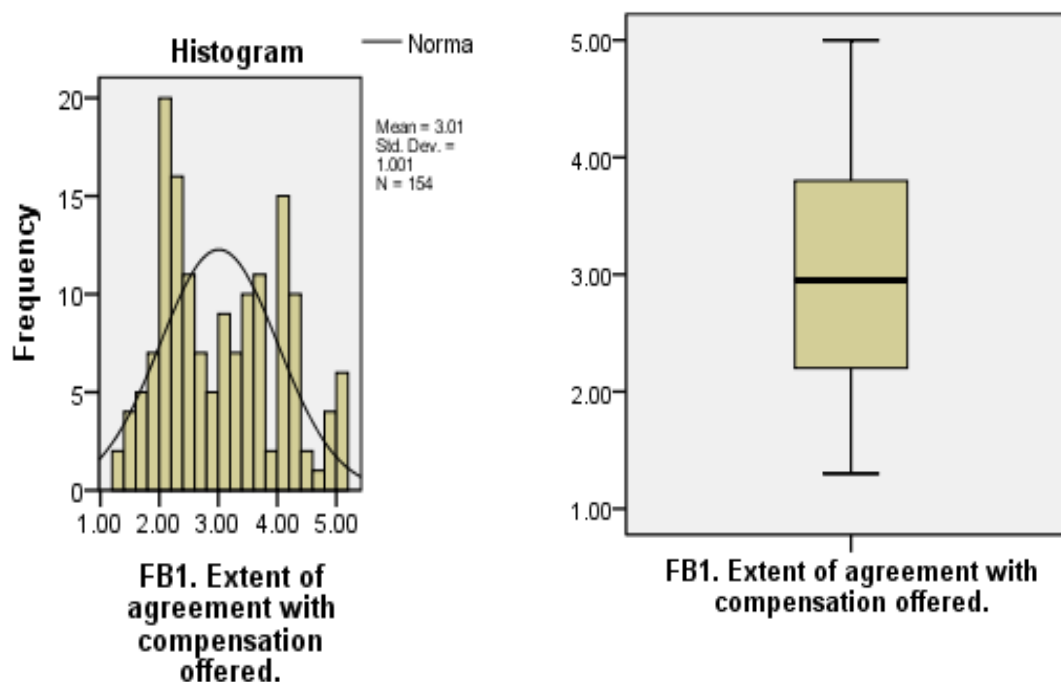 Histogram
Norma
Mean = 3.01
Std. Dev. =
1.001
N = 154
Frequency
20
15
10
5
0
1.00 2.00 3.00 4.00 5.00
FB1. Extent of
agreement with
compensation
offered.
5.00
4.00
3.00
2.00
1.00
FB1. Extent of agreement with
compensation offered.